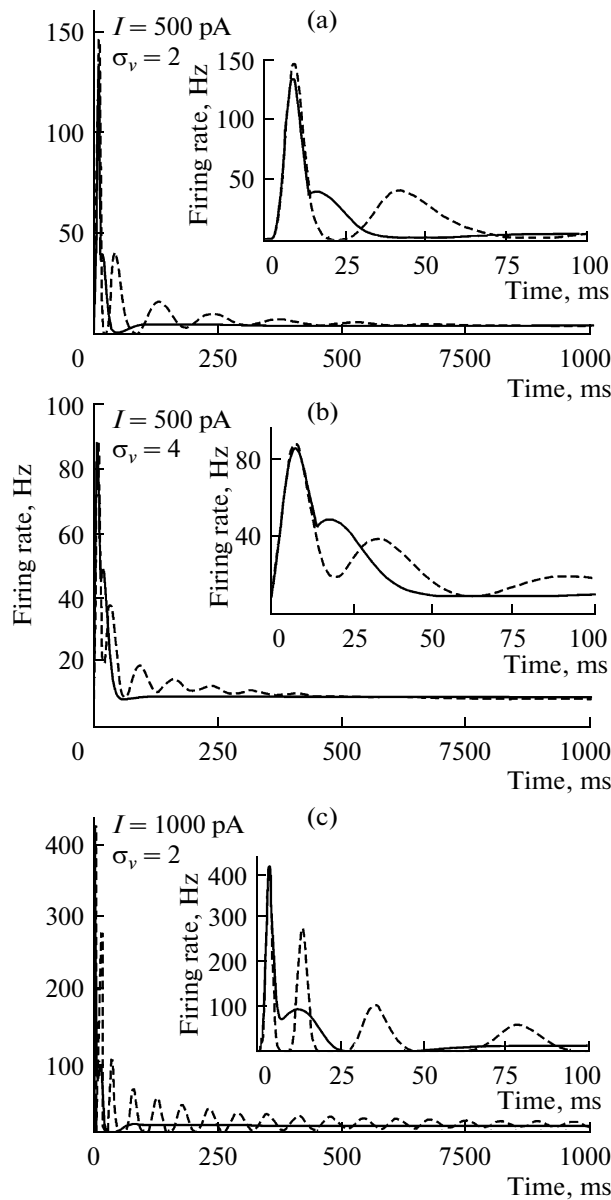 (a)
I = 500 pA
σv = 2
150
100
50
0
250
500
7500
1000
Time, ms
Firing rate, Hz
150
100
50
0
25
50
75
100
Time, ms
(b)
I = 500 pA
σv = 4
Firing rate, Hz
100
80
60
40
20
0
250
500
7500
1000
Time, ms
Firing rate, Hz
80
40
0
25
50
75
100
Time, ms
(c)
I = 1000 pA
σv = 2
400
300
200
100
0
250
500
750
1000
Time, ms
Firing rate, Hz
400
300
200
100
0
25
50
75
100
Time, ms